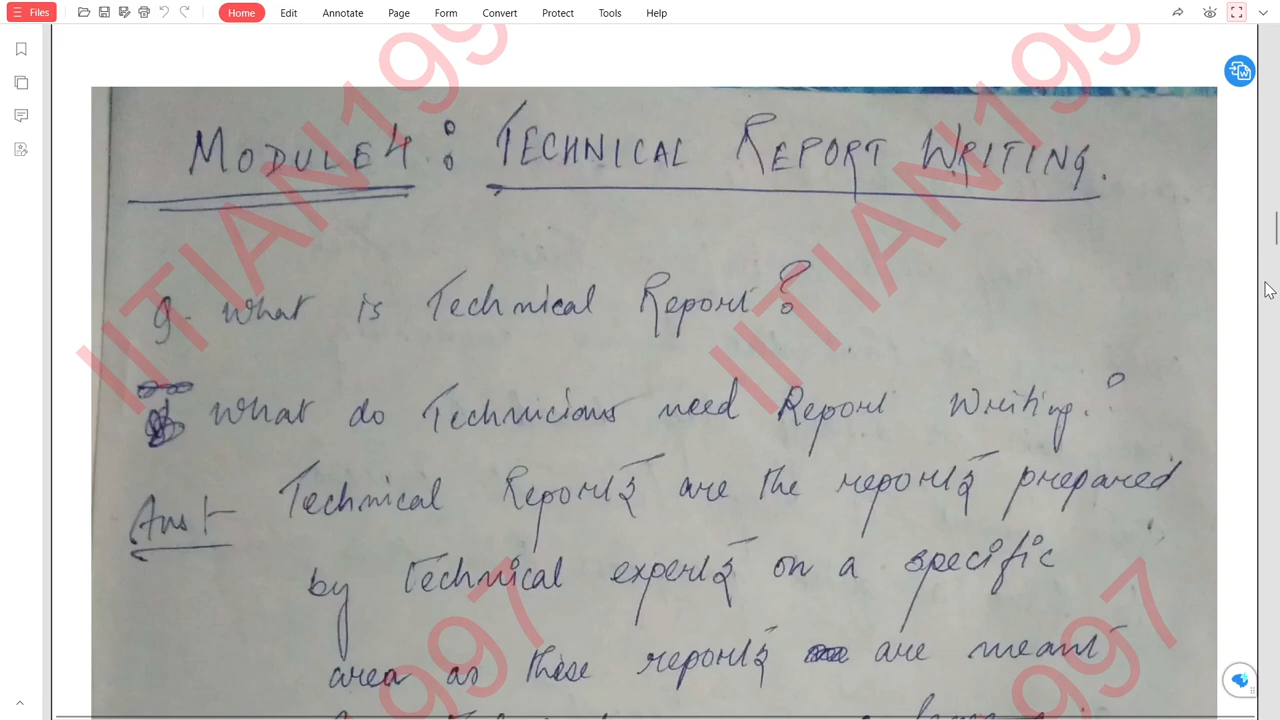 Files
Home
Edit
Annotate
Page
Form
Convert
Protect
Tools
Help
MODULE 4 : TECHNICAL REPORT WRITING.
Q. What is Technical Report?
What do Technicians need Report Writing.?
Ans:- Technical Reports are the reports prepared
by technical experts on a specific
area as these reports are meant
IITIAN1997
IITIAN1997